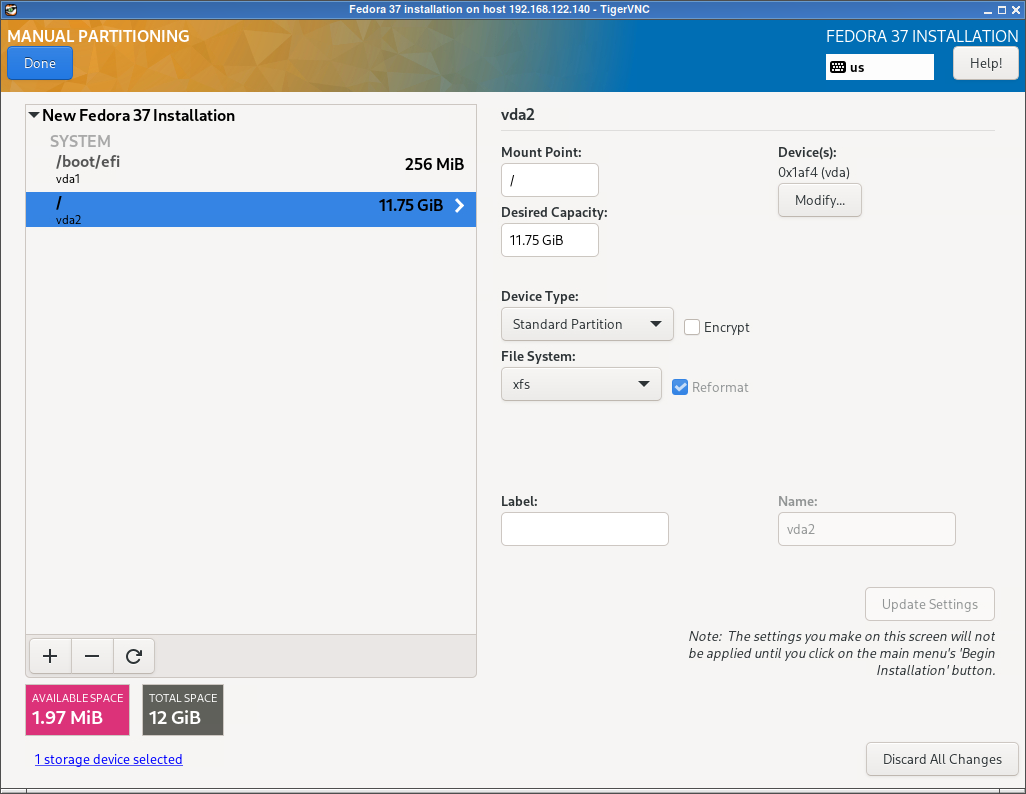 Fedora 37 installation on host 192.168.122.140 - TigerVNC
MANUAL PARTITIONING
FEDORA 37 INSTALLATION
Done
us
Help!
New Fedora 37 Installation
SYSTEM
/boot/efi
256 MiB
vda1
/
11.75 GiB
vda2
AVAILABLE SPACE
1.97 MiB
TOTAL SPACE
12 GiB
1 storage device selected
vda2
Mount Point:
/
Device(s):
0x1af4 (vda)
Modify...
Desired Capacity:
11.75 GiB
Device Type:
Standard Partition
Encrypt
File System:
xfs
Reformat
Label:
Name:
vda2
Update Settings
Note: The settings you make on this screen will not
be applied until you click on the main menu's 'Begin
Installation' button.
Discard All Changes